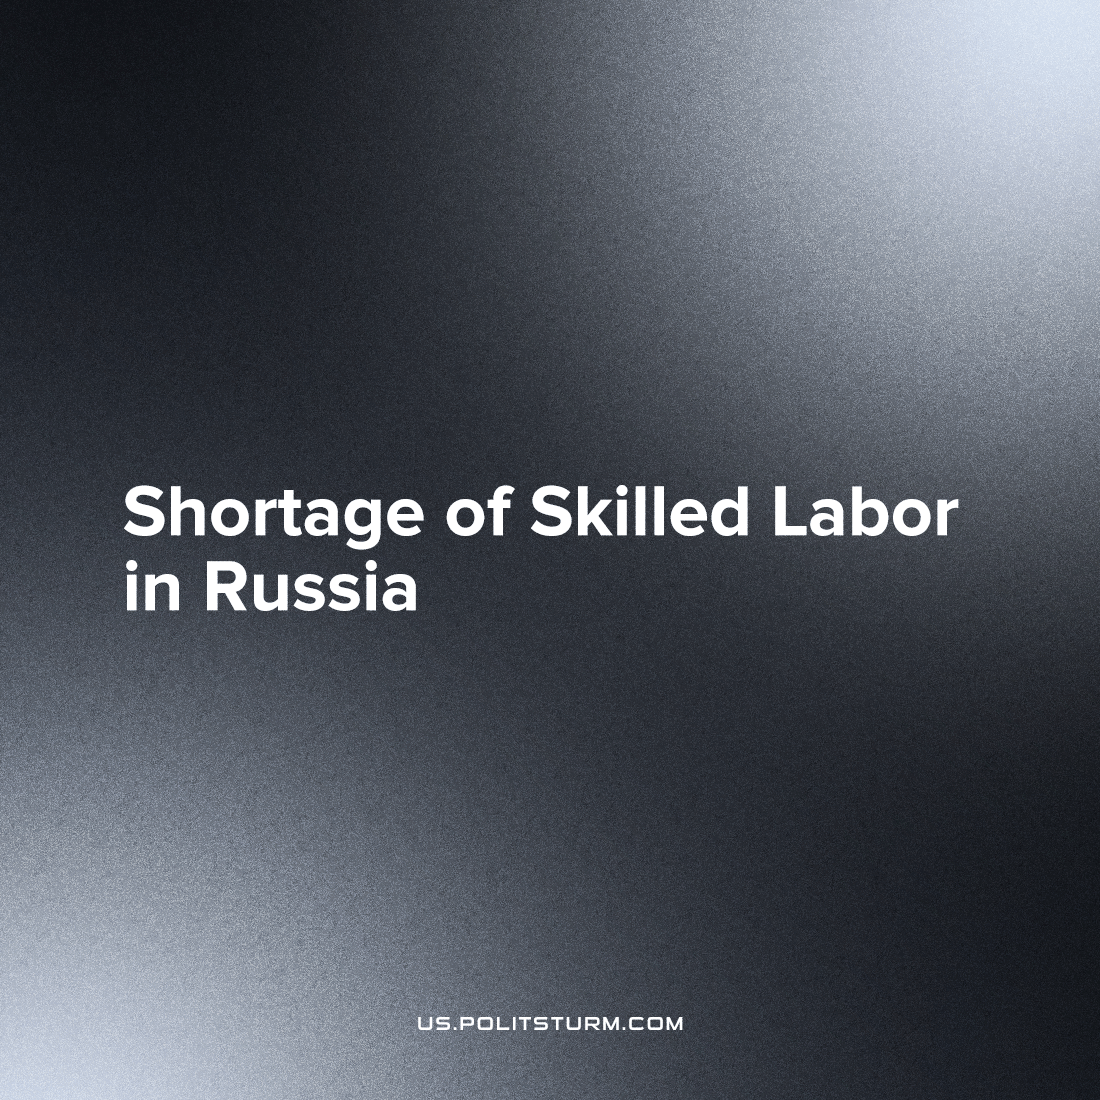 Shortage of Skilled Labor
in Russia
US.POLITSTURM.COM